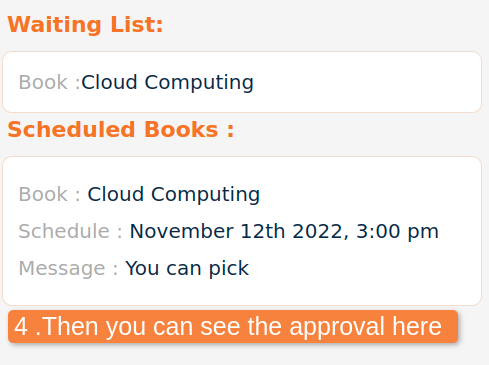 Waiting List:
Book :Cloud Computing
Scheduled Books :
Book : Cloud Computing
Schedule : November 12th 2022, 3:00 pm
Message : You can pick
4 .Then you can see the approval here